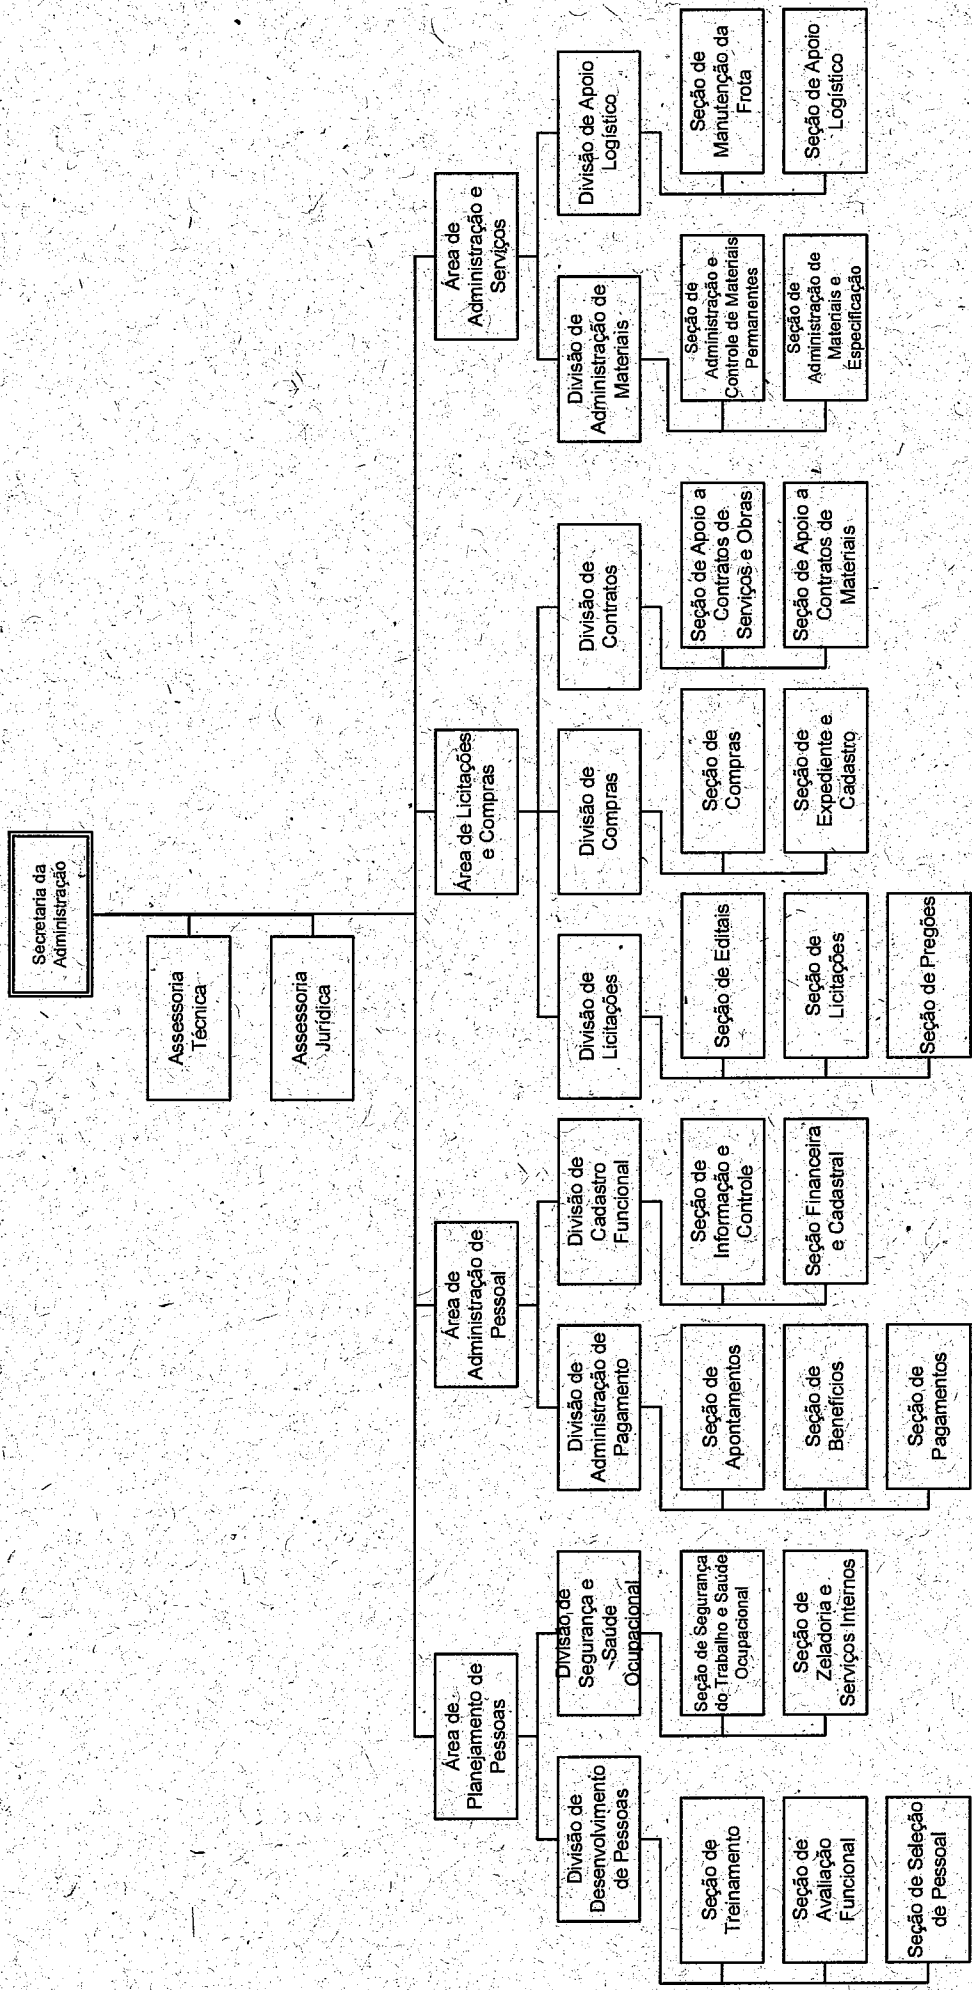 Secretaria da
Administração
Assessoria
Técnica
Assessoria
Jurídica
Área de
Planejamento de
Pessoas
Área de
Administração de
Pessoal
Área de Licitações
e Compras
Área de
Administração e
Serviços
Divisão de
Desenvolvimento
de Pessoas
Divisão de
Segurança e
Saúde
Ocupacional
Divisão de
Administração de
Pagamento
Divisão de
Cadastro
Funcional
Divisão de
Licitações
Divisão de
Compras
Divisão de
Contratos
Divisão de
Administração de
Materiais
Divisão de Apoio
Logístico
Seção de
Treinamento
Seção de
Avaliação
Funcional
Seção de Seleção
de Pessoal
Seção de Segurança
do Trabalho e Saúde
Ocupacional
Seção de
Zeladoria e
Serviços Internos
Seção de
Apontamentos
Seção de
Benefícios
Seção de
Pagamentos
Seção de
Informação e
Controle
Seção Financeira
e Cadastral
Seção de Editais
Seção de
Licitações
Seção de Pregões
Seção de
Compras
Seção de
Expediente e
Cadastro
Seção de Apoio a
Contratos de
Serviços e Obras
Seção de Apoio a
Contratos de
Materiais
Seção de
Administração e
Controle de Materiais
Permanentes
Seção de
Administração de
Materiais e
Especificação
Seção de
Manutenção da
Frota
Seção de Apoio
Logístico